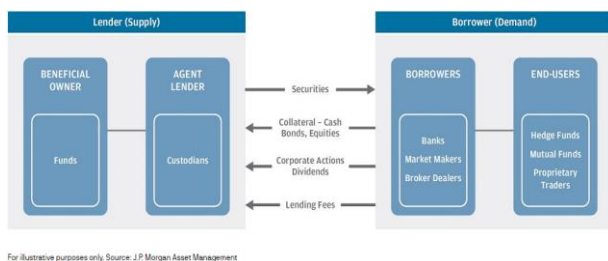 Lender (Supply)
Borrower (Demand)
BENEFICIAL
OWNER
Funds
AGENT
LENDER
Custodians
Securities
Collateral – Cash
Bonds, Equities
Corporate Actions
Dividends
Lending Fees
BORROWERS
Banks
Market Makers
Broker Dealers
END-USERS
Hedge Funds
Mutual Funds
Proprietary
Traders
For illustrative purposes only. Source: J.P. Morgan Asset Management